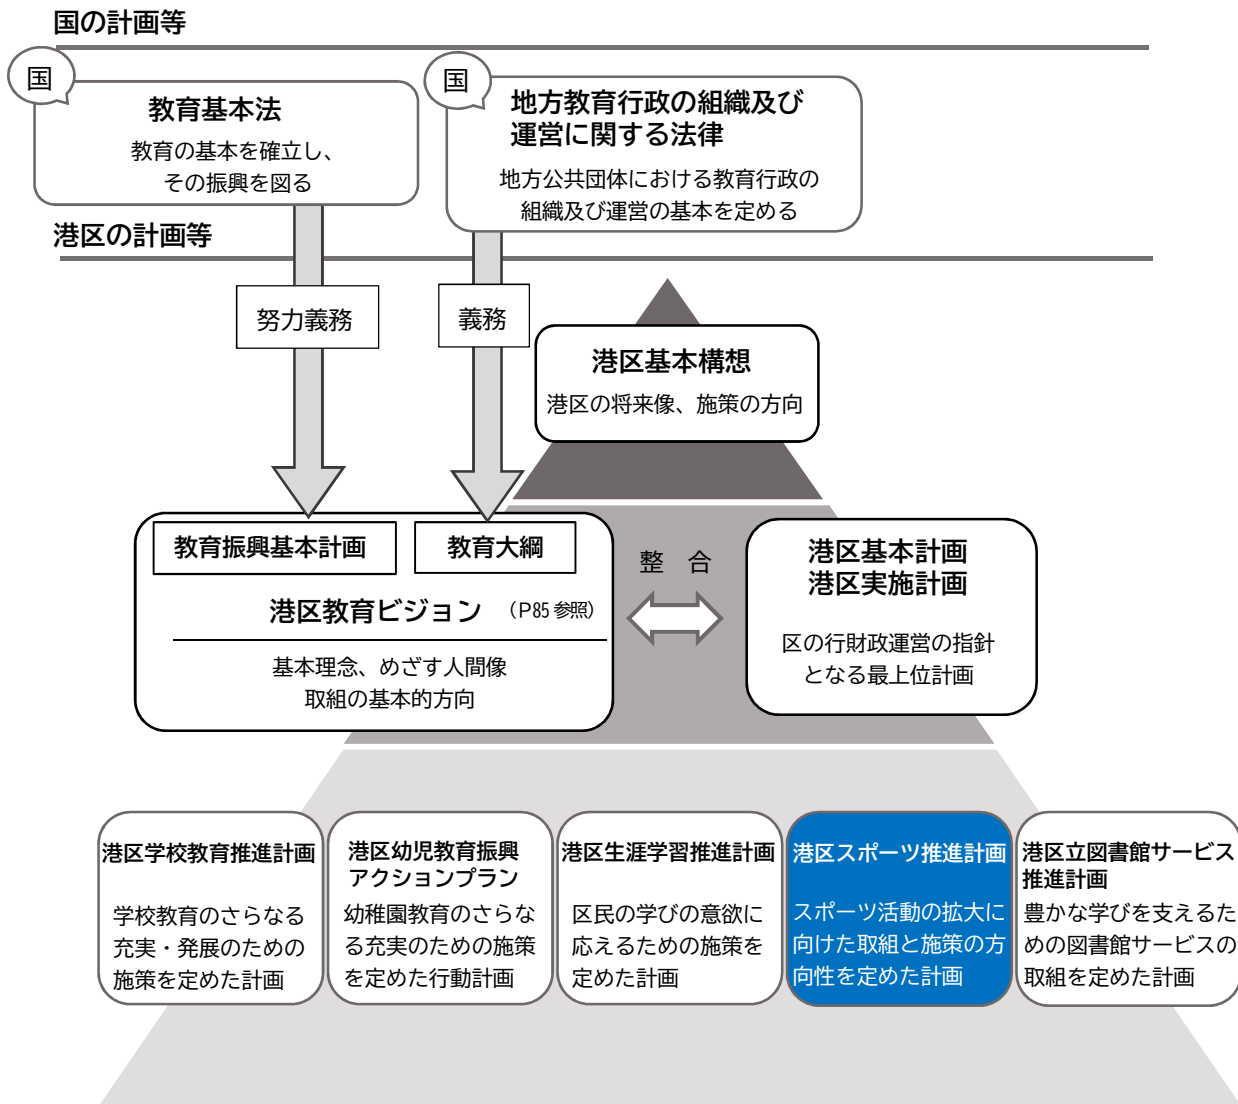 国の計画等
国
教育基本法
教育の基本を確立し、
その振興を図る
国
地方教育行政の組織及び
運営に関する法律
地方公共団体における教育行政の
組織及び運営の基本を定める
港区の計画等
努力義務
義務
港区基本構想
港区の将来像、施策の方向
教育振興基本計画
教育大綱
港区教育ビジョン （P85 参照）
基本理念、めざす人間像
取組の基本的方向
整 合
港区基本計画
港区実施計画
区の行財政運営の指針
となる最上位計画
港区学校教育推進計画
学校教育のさらなる
充実・発展のための
施策を定めた計画
港区幼児教育振興
アクションプラン
幼稚園教育のさらな
る充実のための施策
を定めた行動計画
港区生涯学習推進計画
区民の学びの意欲に
応えるための施策を
定めた計画
港区スポーツ推進計画
スポーツ活動の拡大に
向けた取組と施策の方
向性を定めた計画
港区立図書館サービス
推進計画
豊かな学びを支えるた
めの図書館サービスの
取組を定めた計画